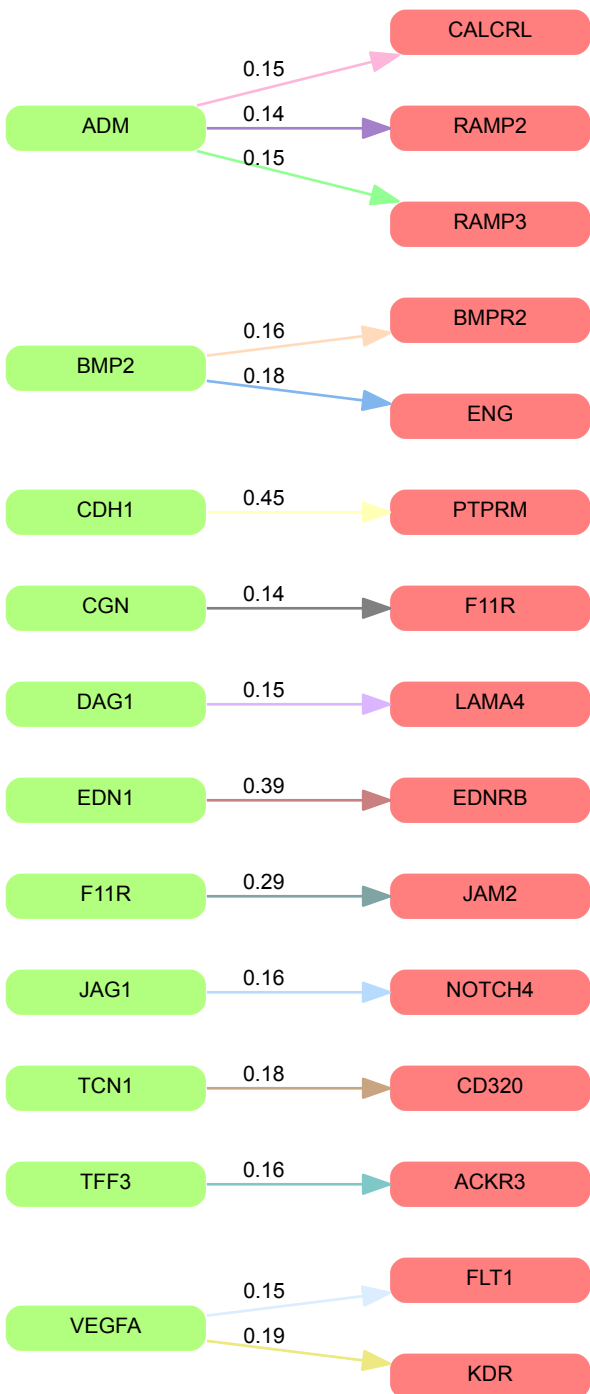 CALCRL
0.15
ADM
0.14
RAMP2
0.15
RAMP3
BMPR2
0.16
BMP2
0.18
ENG
CDH1
0.45
PTPRM
CGN
0.14
F11R
DAG1
0.15
LAMA4
EDN1
0.39
EDNRB
F11R
0.29
JAM2
JAG1
0.16
NOTCH4
TCN1
0.18
CD320
TFF3
0.16
ACKR3
FLT1
0.15
VEGFA
0.19
KDR